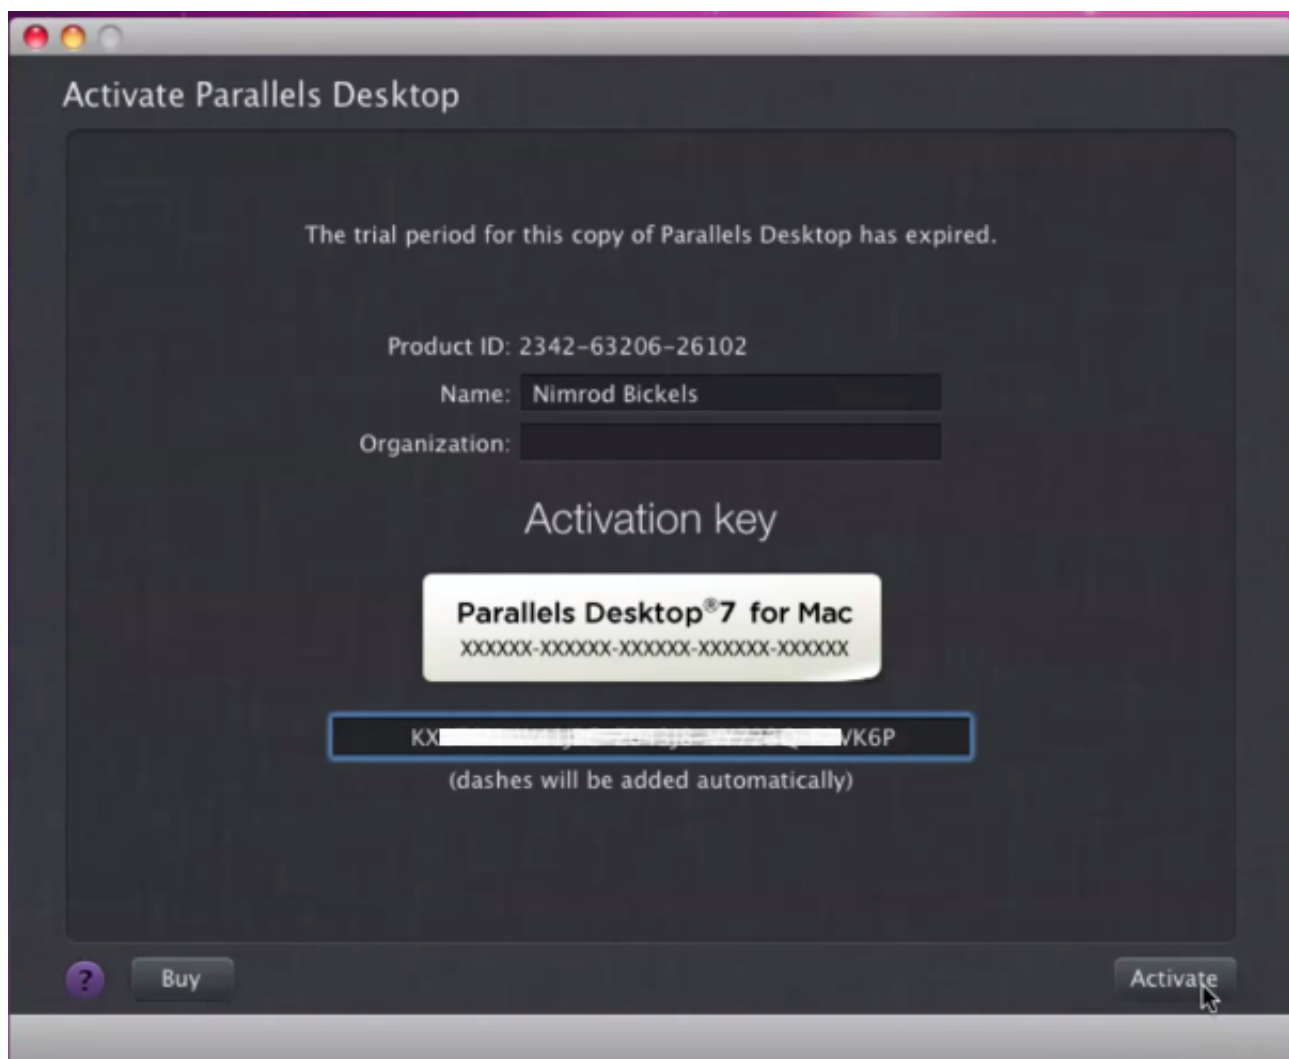 Activate Parallels Desktop
The trial period for this copy of Parallels Desktop has expired.
Product ID: 2342-63206-26102
Name: Nimrod Bickels
Organization:
Activation key
Parallels Desktop®7 for Mac
XXXXXX-XXXXXX-XXXXXX-XXXXXX-XXXXXX
(dashes will be added automatically)
?
Buy
Activate